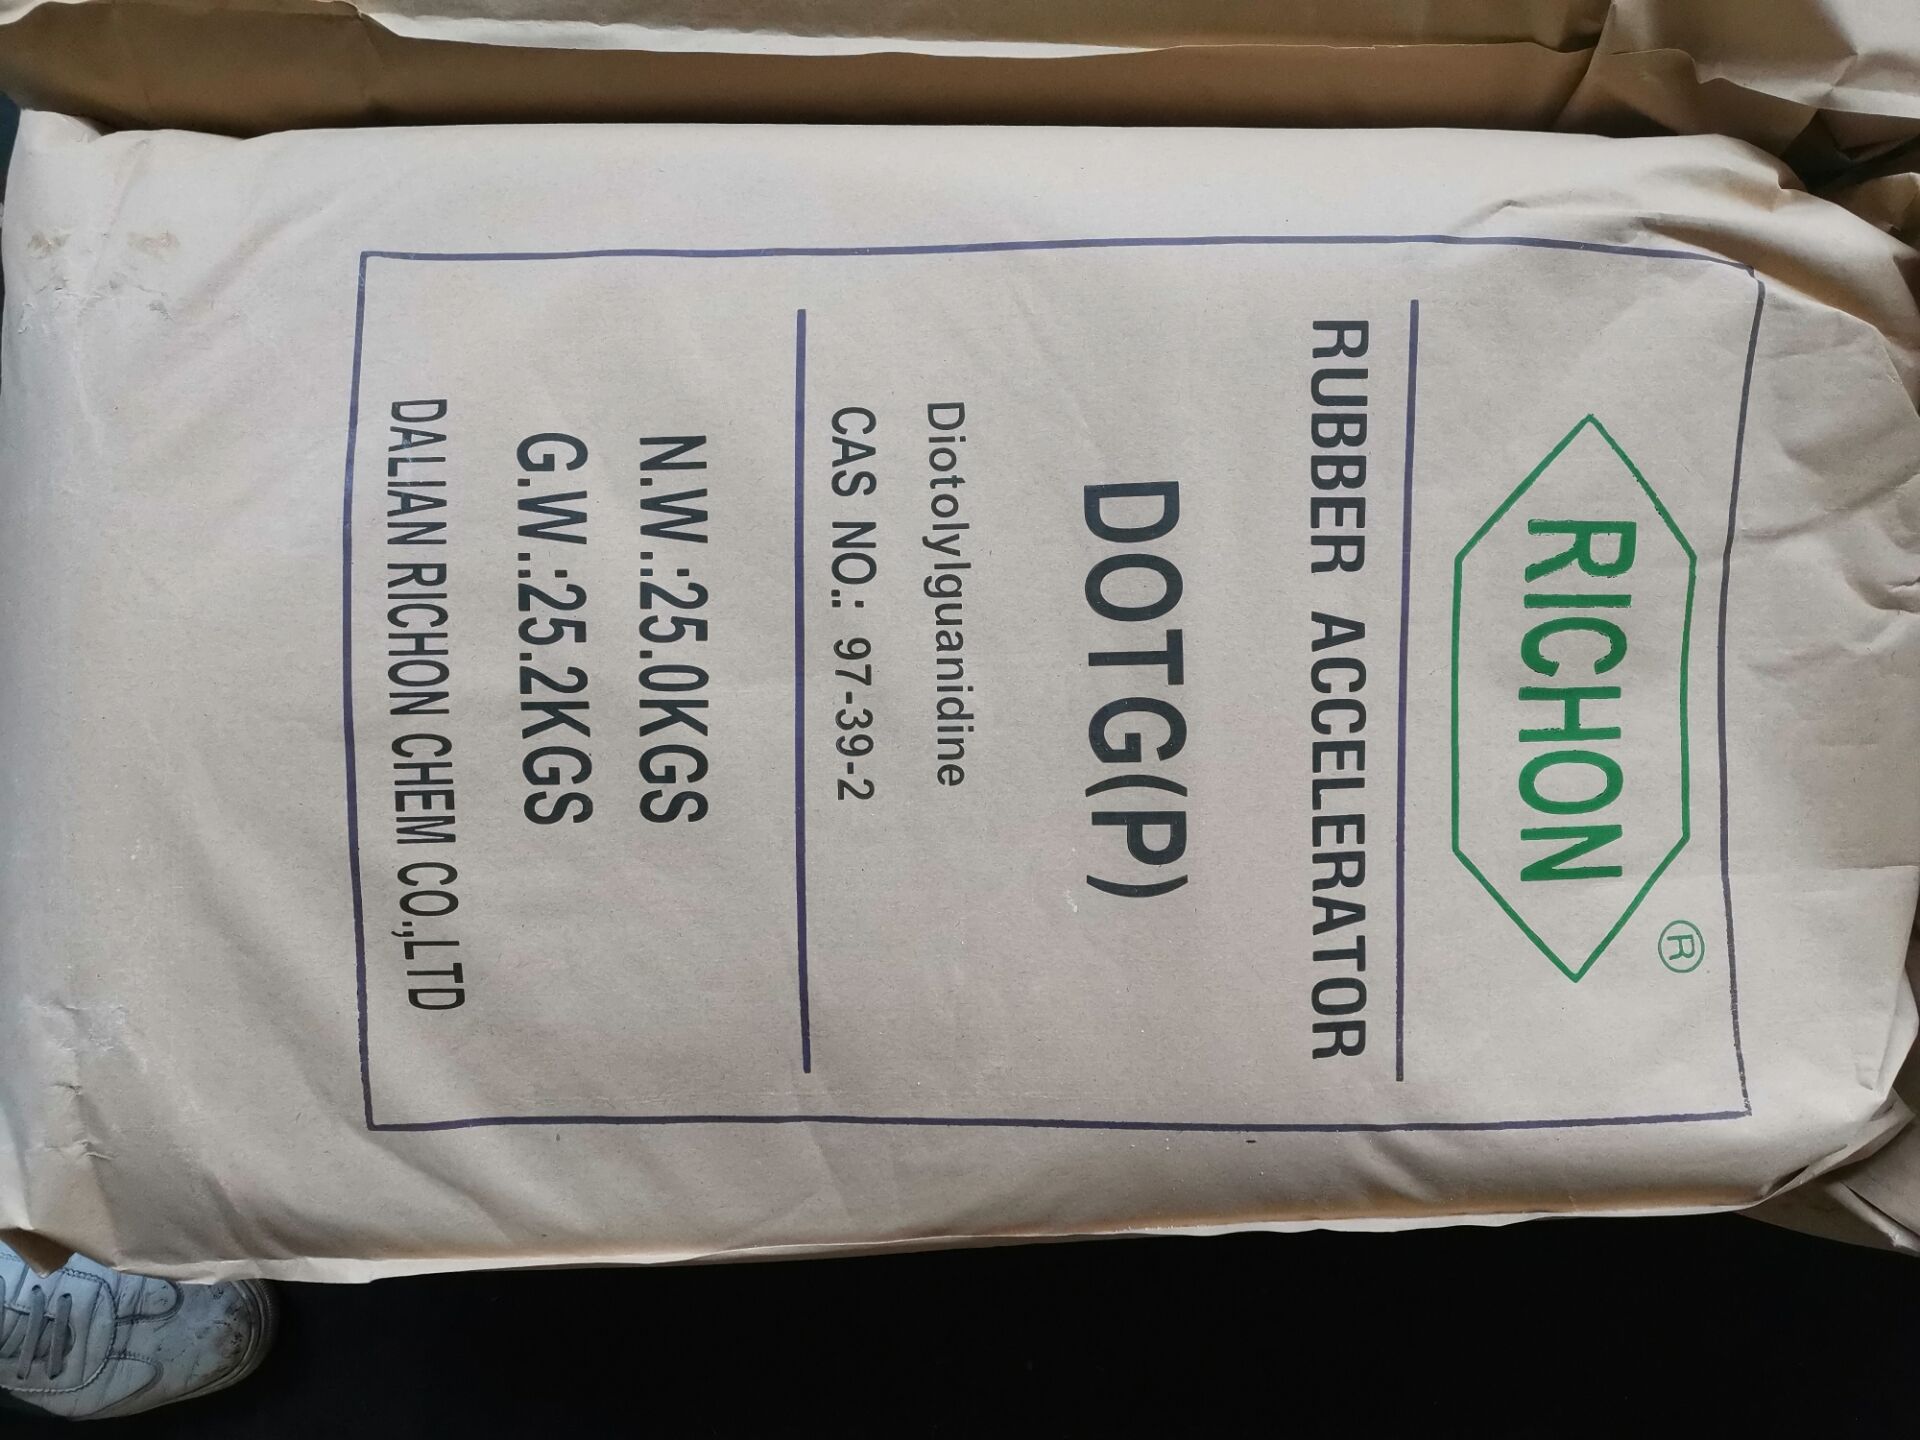 RICHON ®
RUBBER ACCELERATOR
DOTG(P)
Diotolylguanidine
CAS NO.: 97-39-2
N.W.:25.0KGS
G.W.:25.2KGS
DALIAN RICHON CHEM CO.,LTD